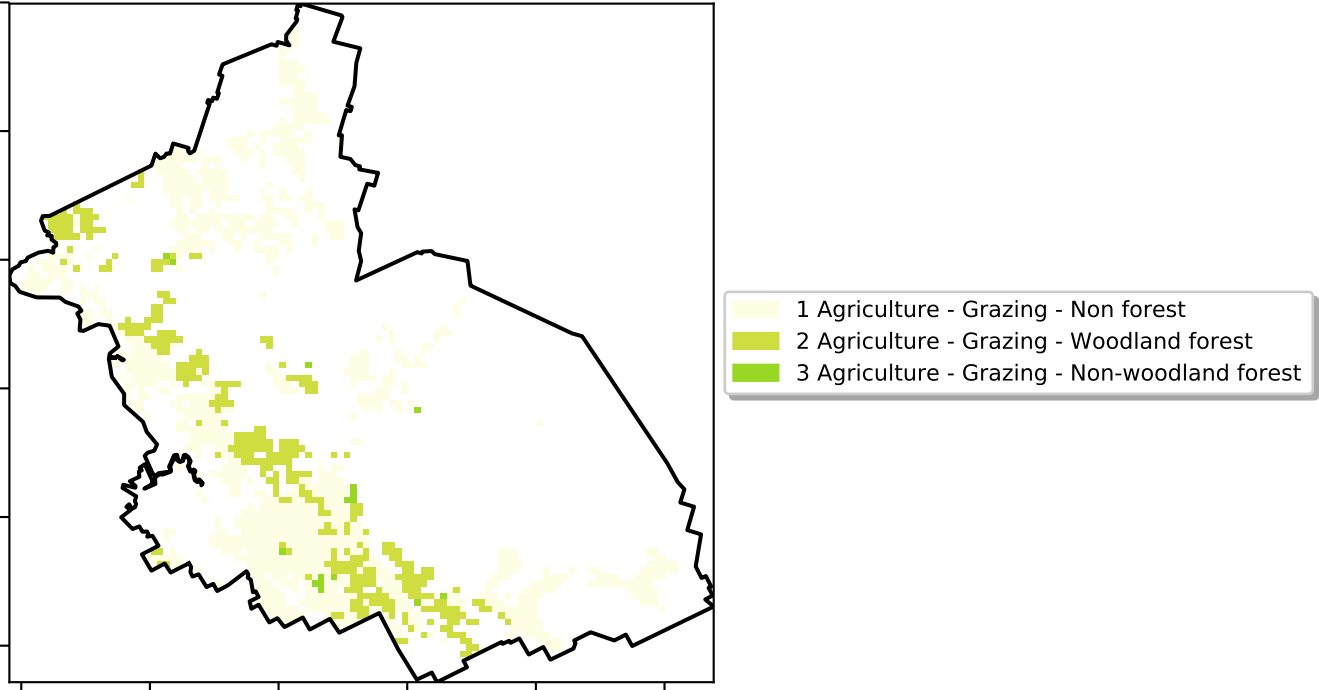 1 Agriculture - Grazing - Non forest
2 Agriculture - Grazing - Woodland forest
3 Agriculture - Grazing - Non-woodland forest